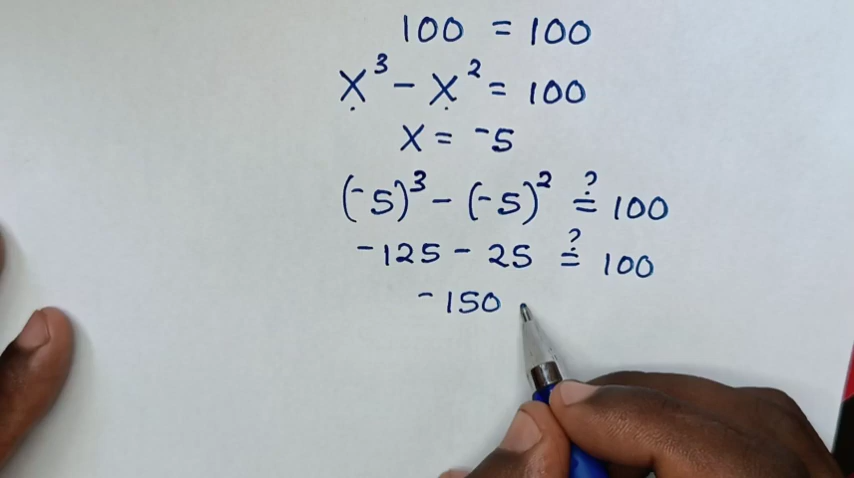 100 = 100
X³ - X² = 100
X = ⁻5
(⁻5)³ - (⁻5)² ≟ 100
⁻125 - 25 ≟ 100
⁻150